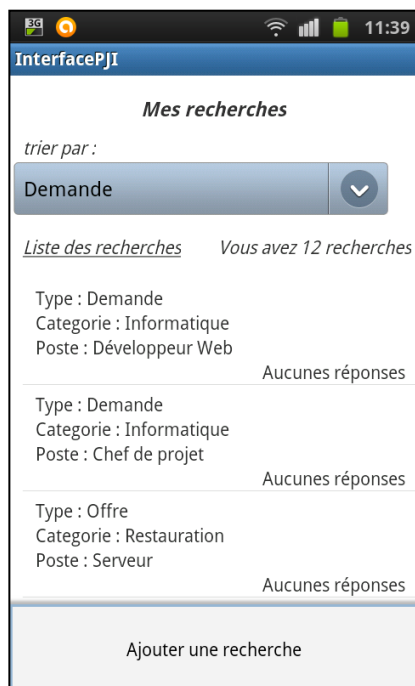 3G
11:39
InterfacePJI
Mes recherches
trier par :
Demande
Liste des recherches Vous avez 12 recherches
Type : Demande
Categorie : Informatique
Poste : Développeur Web
Aucunes réponses
Type : Demande
Categorie : Informatique
Poste : Chef de projet
Aucunes réponses
Type : Offre
Categorie : Restauration
Poste : Serveur
Aucunes réponses
Ajouter une recherche